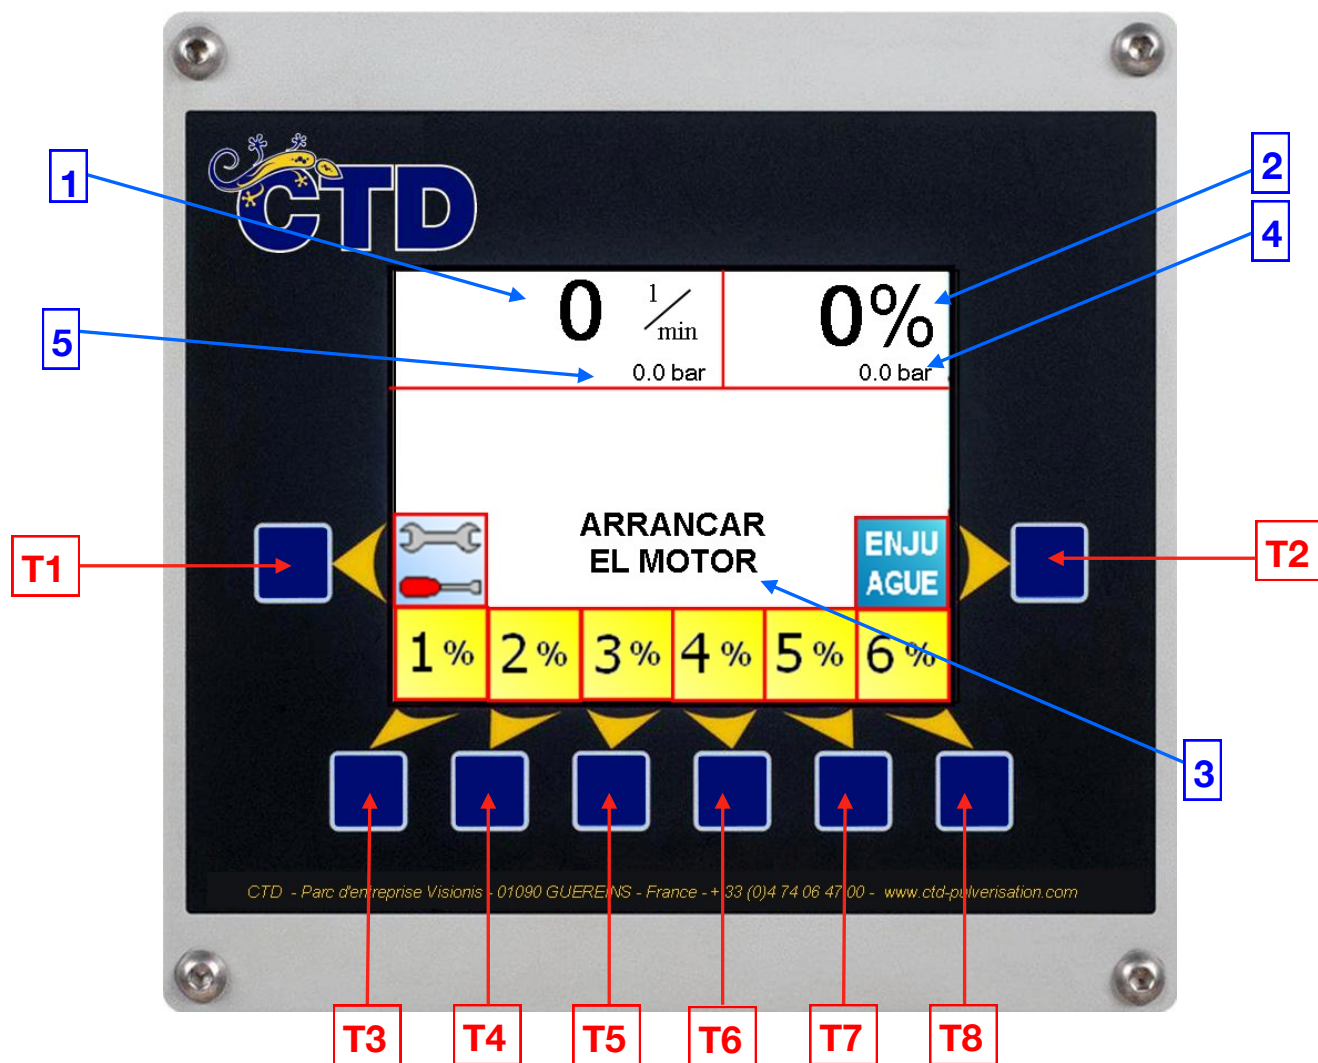 CTD
1
2
4
5
0 l/min
0%
0.0 bar
0.0 bar
ARRANCAR
EL MOTOR
ENJU
AGUE
T1
T2
1 %
2 %
3 %
4 %
5 %
6 %
3
CTD - Parc d'entreprise Visionis - 01090 GUEREINS - France - + 33 (0)4 74 06 47 00 - www.ctd-pulverisation.com
T3
T4
T5
T6
T7
T8